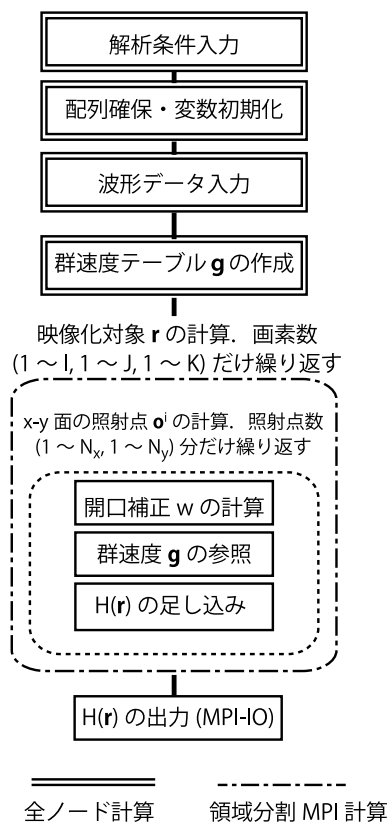 解析条件入力
配列確保・変数初期化
波形データ入力
群速度テーブル g の作成
映像化対象 r の計算．画素数
(1 ～ I, 1 ～ J, 1 ～ K) だけ繰り返す
x-y 面の照射点 oⁱ の計算．照射点数
(1 ～ Nx, 1 ～ Ny) 分だけ繰り返す
開口補正 w の計算
群速度 g の参照
H(r) の足し込み
H(r) の出力 (MPI-IO)
全ノード計算
領域分割 MPI 計算